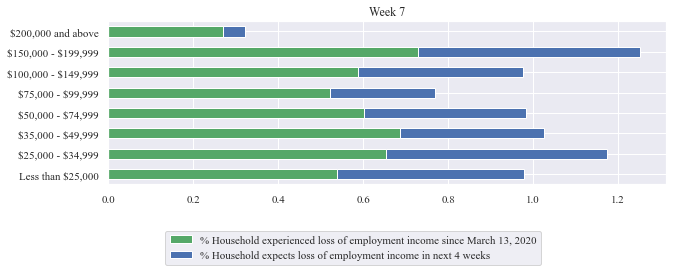 Week 7
$200,000 and above
$150,000 - $199,999
$100,000 - $149,999
$75,000 - $99,999
$50,000 - $74,999
$35,000 - $49,999
$25,000 - $34,999
Less than $25,000
0.0 0.2 0.4 0.6 0.8 1.0 1.2
% Household experienced loss of employment income since March 13, 2020
% Household expects loss of employment income in next 4 weeks